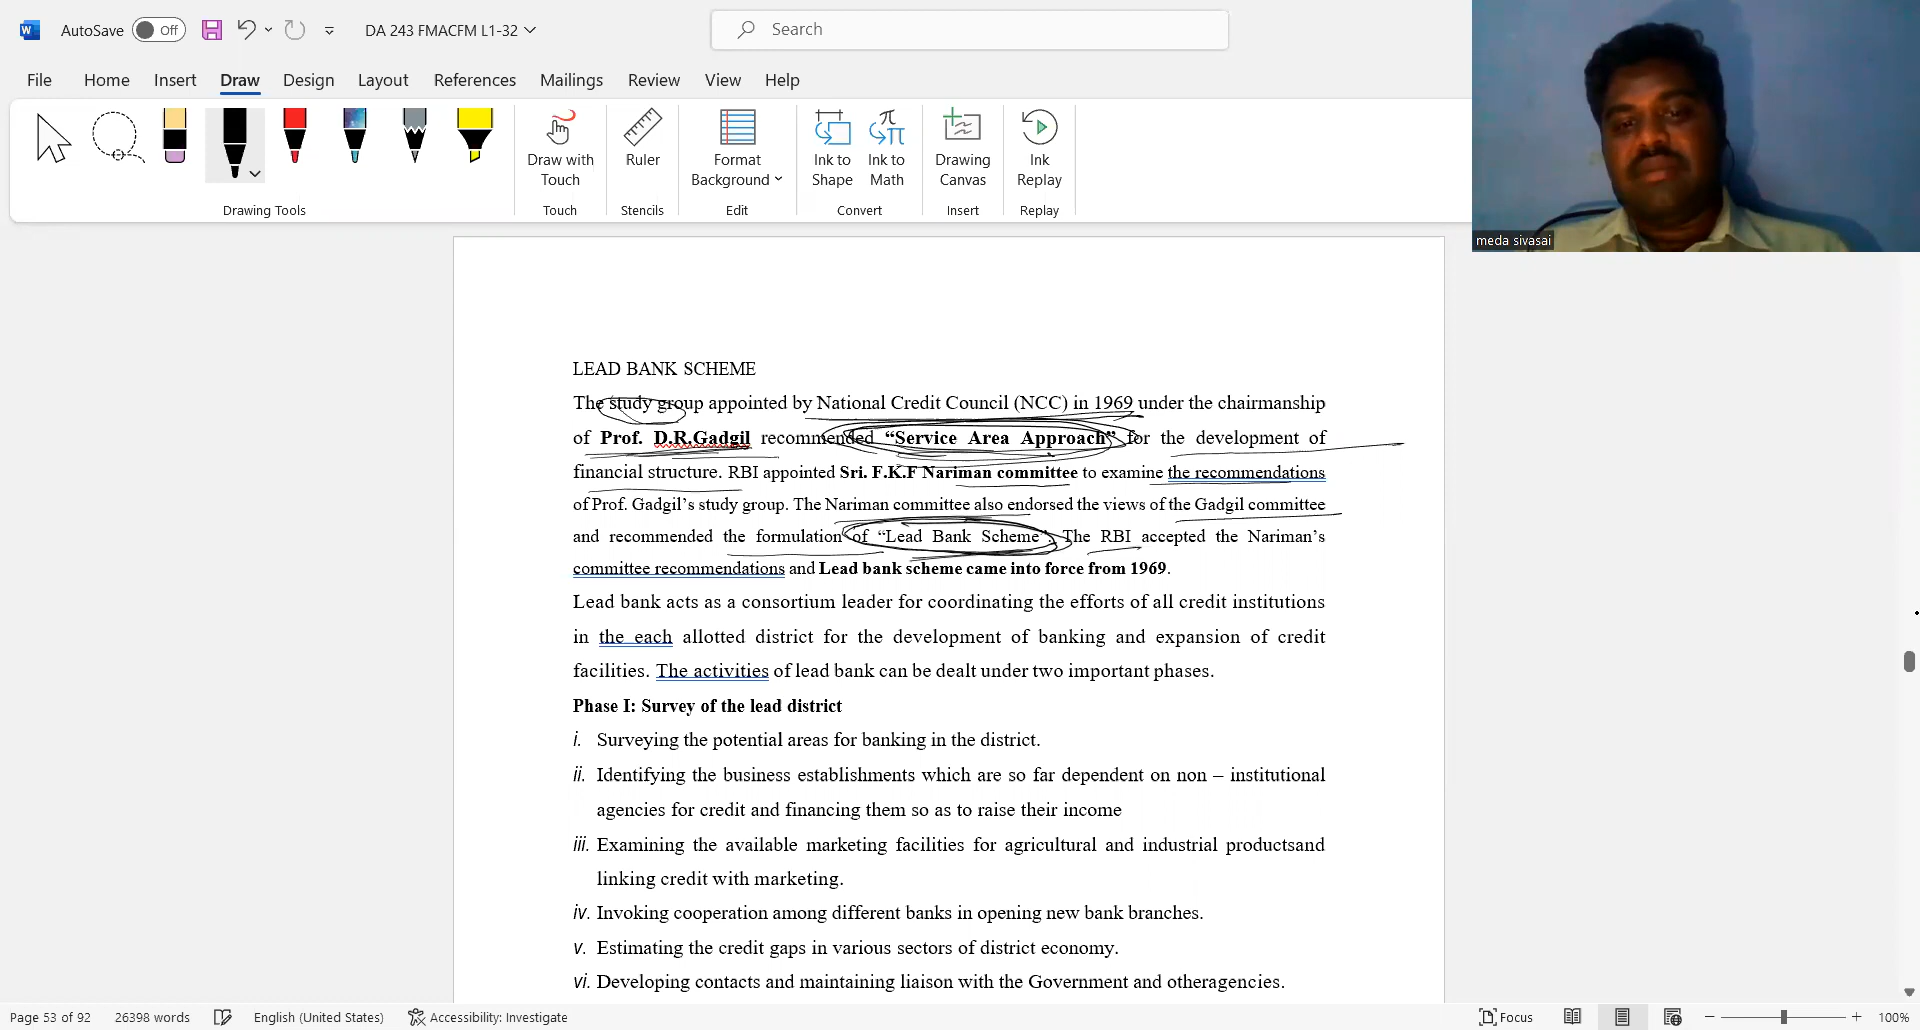 AutoSave Off DA 243 FMACFM L1-32 Search
File Home Insert Draw Design Layout References Mailings Review View Help
Draw with Touch Ruler Format Background Ink to Shape Ink to Math Drawing Canvas Ink Replay
Drawing Tools Touch Stencils Edit Convert Insert Replay
meda sivasai
LEAD BANK SCHEME
The study group appointed by National Credit Council (NCC) in 1969 under the chairmanship
of Prof. D.R.Gadgil recommended “Service Area Approach” for the development of
financial structure. RBI appointed Sri. F.K.F Nariman committee to examine the recommendations
of Prof. Gadgil’s study group. The Nariman committee also endorsed the views of the Gadgil committee
and recommended the formulation of “Lead Bank Scheme”. The RBI accepted the Nariman’s
committee recommendations and Lead bank scheme came into force from 1969.
Lead bank acts as a consortium leader for coordinating the efforts of all credit institutions
in the each allotted district for the development of banking and expansion of credit
facilities. The activities of lead bank can be dealt under two important phases.
Phase I: Survey of the lead district
i. Surveying the potential areas for banking in the district.
ii. Identifying the business establishments which are so far dependent on non – institutional
agencies for credit and financing them so as to raise their income
iii. Examining the available marketing facilities for agricultural and industrial productsand
linking credit with marketing.
iv. Invoking cooperation among different banks in opening new bank branches.
v. Estimating the credit gaps in various sectors of district economy.
vi. Developing contacts and maintaining liaison with the Government and otheragencies.
Page 53 of 92 26398 words English (United States) Accessibility: Investigate Focus 100%